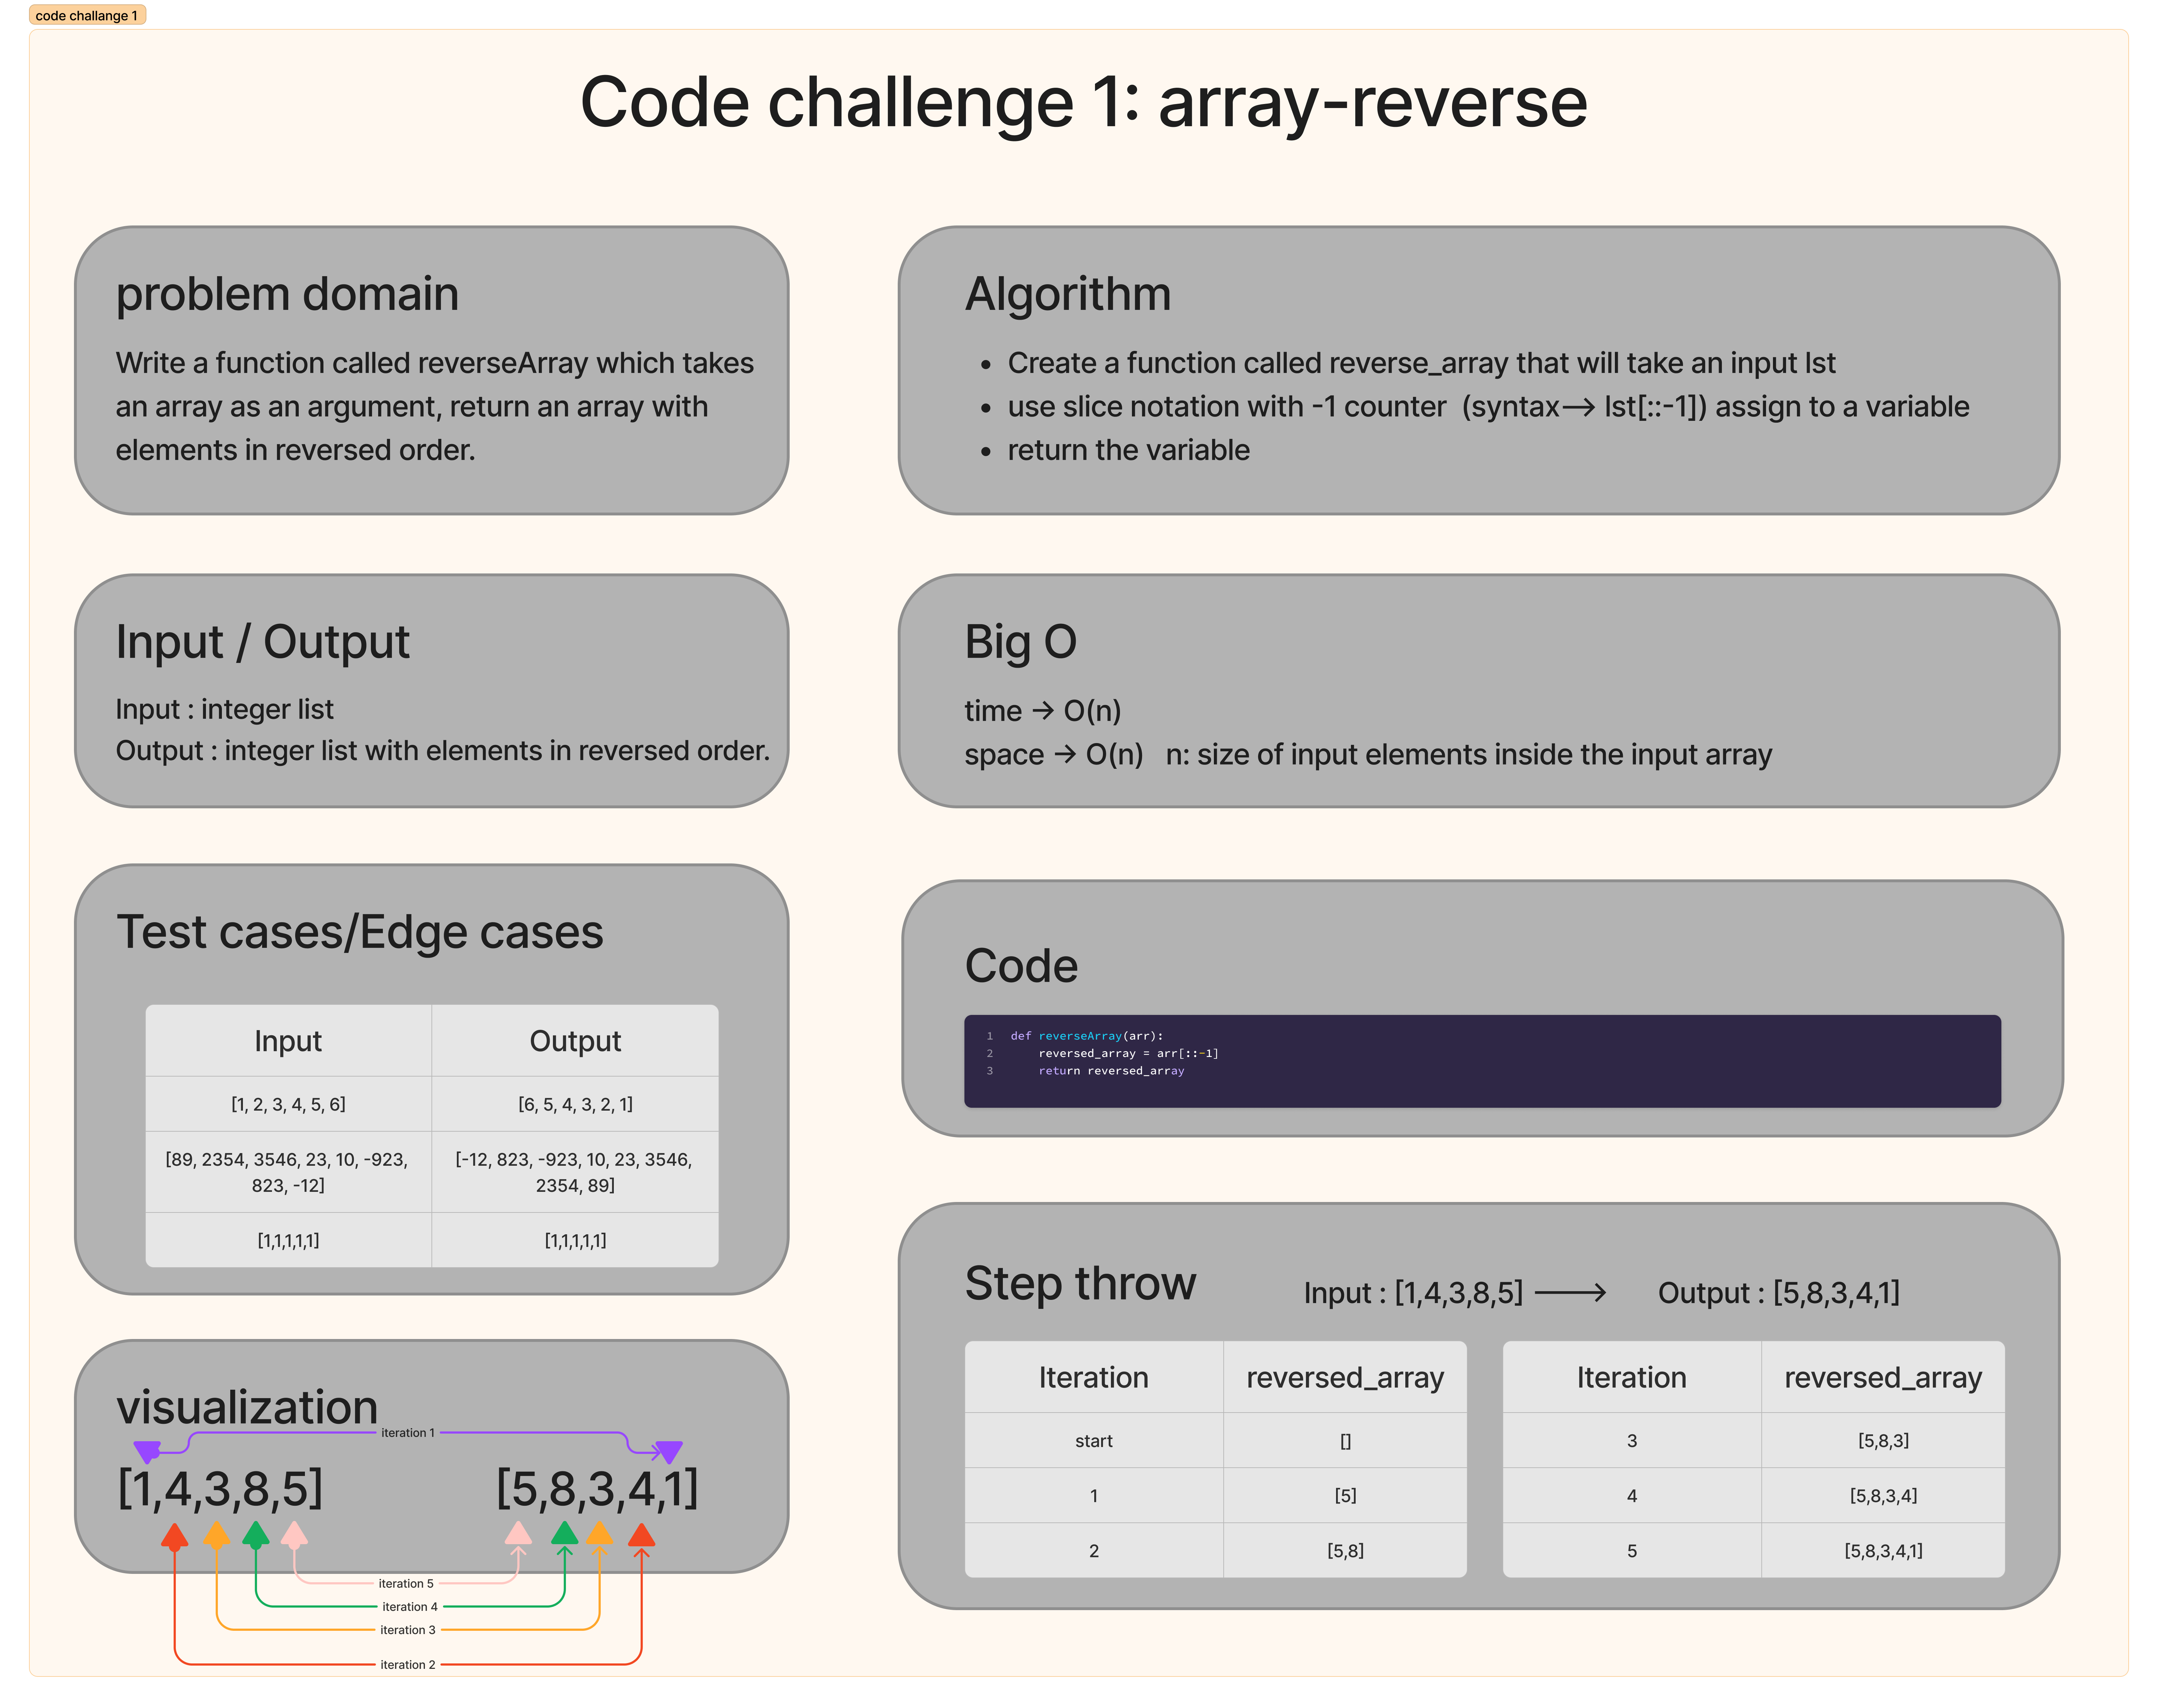 code challange 1
Code challenge 1: array-reverse
problem domain
Write a function called reverseArray which takes
an array as an argument, return an array with
elements in reversed order.
Algorithm
• Create a function called reverse_array that will take an input lst
• use slice notation with -1 counter (syntax—> lst[::-1]) assign to a variable
• return the variable
Input / Output
Input : integer list
Output : integer list with elements in reversed order.
Big O
time -> O(n)
space -> O(n) n: size of input elements inside the input array
Test cases/Edge cases
Input Output
[1, 2, 3, 4, 5, 6] [6, 5, 4, 3, 2, 1]
[89, 2354, 3546, 23, 10, -923, [-12, 823, -923, 10, 23, 3546,
823, -12] 2354, 89]
[1,1,1,1,1] [1,1,1,1,1]
Code
1 def reverseArray(arr):
2 reversed_array = arr[::-1]
3 return reversed_array
visualization
iteration 1
[1,4,3,8,5] [5,8,3,4,1]
iteration 5
iteration 4
iteration 3
iteration 2
Step throw Input : [1,4,3,8,5] —> Output : [5,8,3,4,1]
Iteration reversed_array Iteration reversed_array
start [] 3 [5,8,3]
1 [5] 4 [5,8,3,4]
2 [5,8] 5 [5,8,3,4,1]